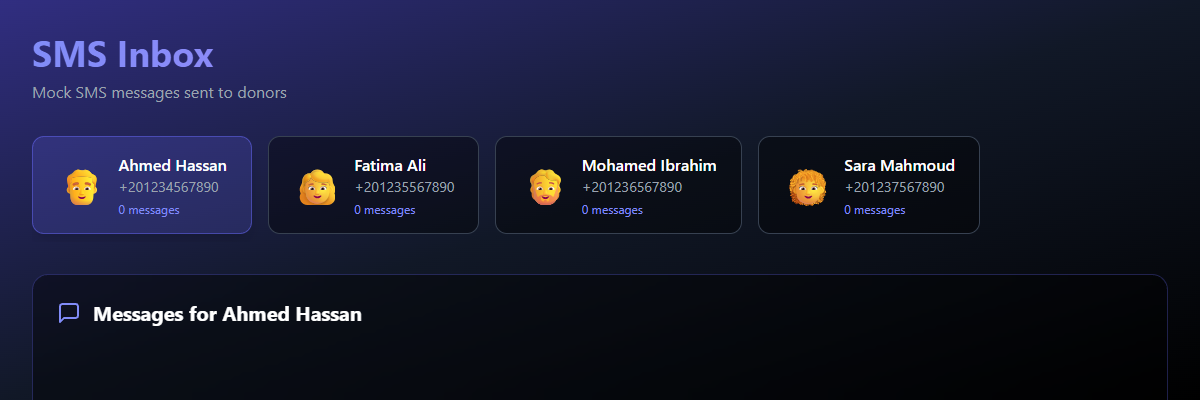 SMS Inbox
Mock SMS messages sent to donors
Ahmed Hassan
+201234567890
0 messages
Fatima Ali
+201235567890
0 messages
Mohamed Ibrahim
+201236567890
0 messages
Sara Mahmoud
+201237567890
0 messages
Messages for Ahmed Hassan